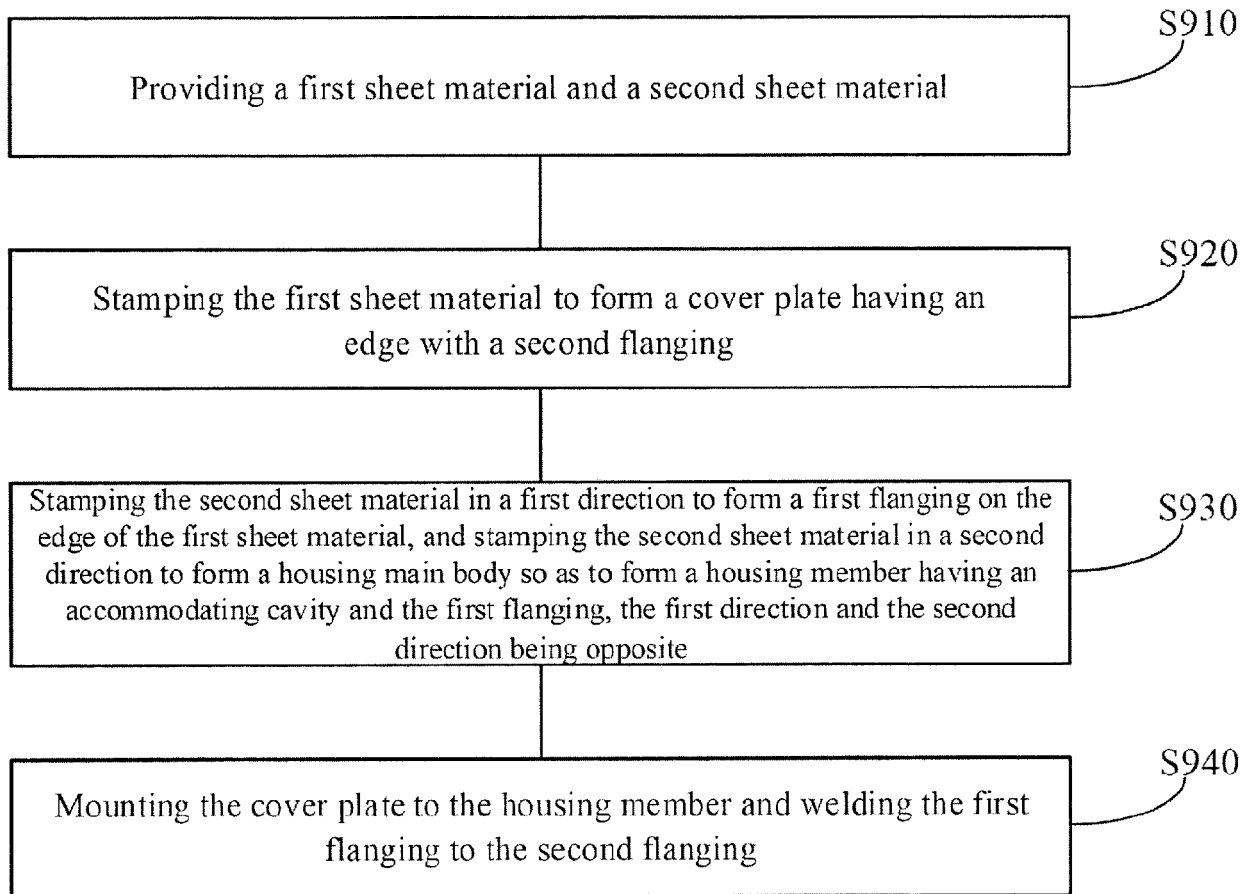 S910
Providing a first sheet material and a second sheet material
S920
Stamping the first sheet material to form a cover plate having an
edge with a second flanging
S930
Stamping the second sheet material in a first direction to form a first flanging on the
edge of the first sheet material, and stamping the second sheet material in a second
direction to form a housing main body so as to form a housing member having an
accommodating cavity and the first flanging, the first direction and the second
direction being opposite
S940
Mounting the cover plate to the housing member and welding the first
flanging to the second flanging